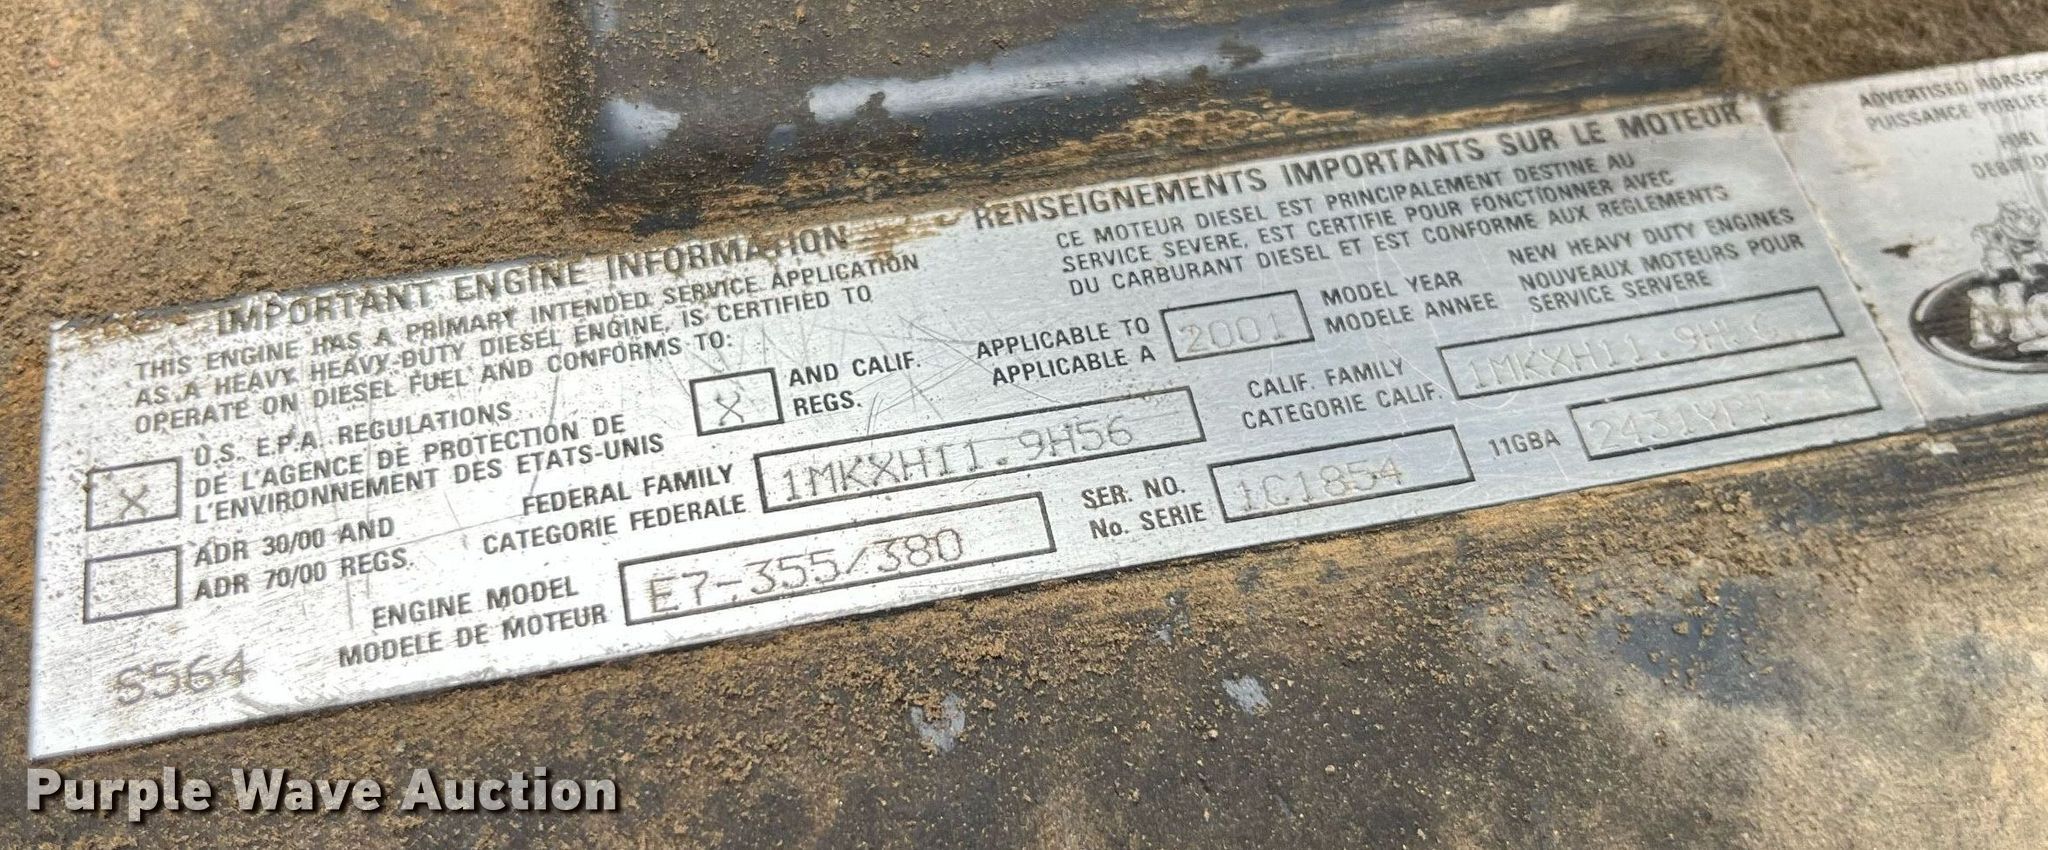 IMPORTANT ENGINE INFORMATION
THIS ENGINE HAS A PRIMARY INTENDED SERVICE APPLICATION
AS A HEAVY HEAVY-DUTY DIESEL ENGINE, IS CERTIFIED TO
OPERATE ON DIESEL FUEL AND CONFORMS TO:
X
U.S. E.P.A. REGULATIONS
DE L'AGENCE DE PROTECTION DE
L'ENVIRONNEMENT DES ETATS-UNIS
X
AND CALIF.
REGS.
ADR 30/00 AND
ADR 70/00 REGS.
FEDERAL FAMILY
CATEGORIE FEDERALE
1MKXH11.9H56
ENGINE MODEL
MODELE DE MOTEUR
E7-355/380
S564
RENSEIGNEMENTS IMPORTANTS SUR LE MOTEUR
CE MOTEUR DIESEL EST PRINCIPALEMENT DESTINE AU
SERVICE SEVERE, EST CERTIFIE POUR FONCTIONNER AVEC
DU CARBURANT DIESEL ET EST CONFORME AUX REGLEMENTS
APPLICABLE TO
APPLICABLE A
2001
MODEL YEAR
MODELE ANNEE
NEW HEAVY DUTY ENGINES
NOUVEAUX MOTEURS POUR
SERVICE SERVERE
CALIF. FAMILY
CATEGORIE CALIF.
SER. NO.
No. SERIE
1C1854
11GBA
ADVERTISED
PUISSANCE PUBLIEE
Purple Wave Auction